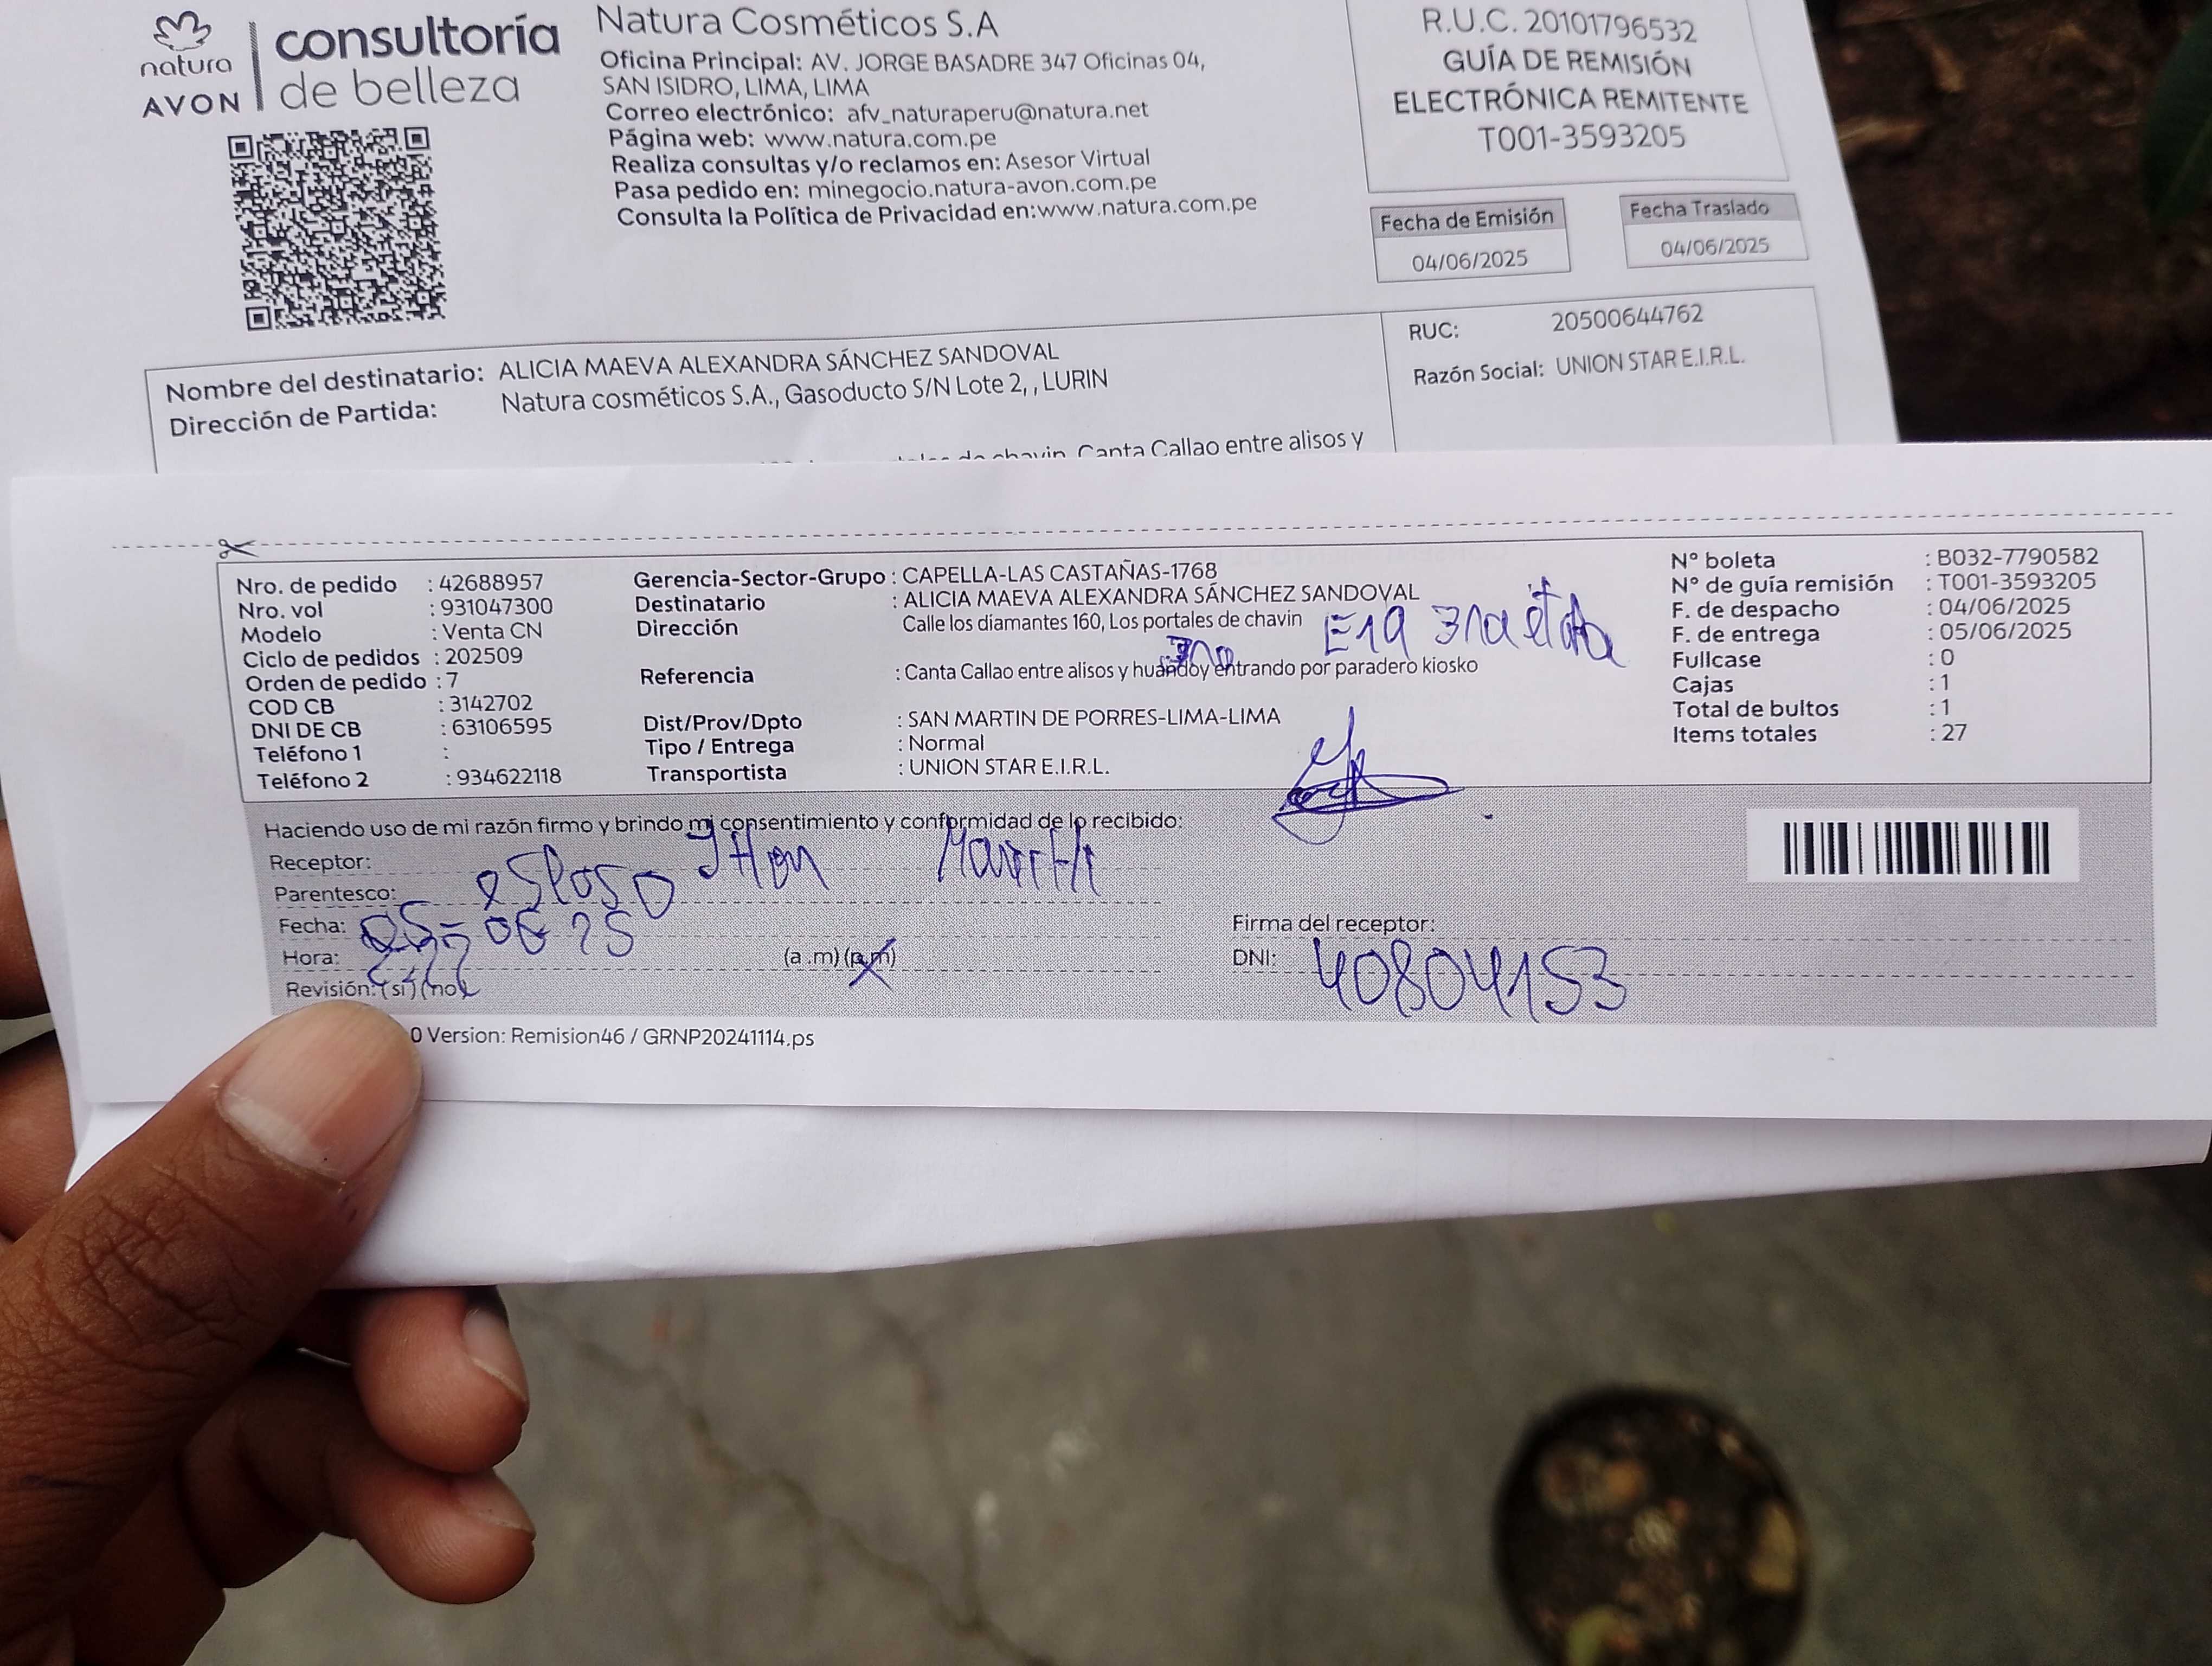 natura
AVON
consultoría
de belleza
Natura Cosméticos S.A
Oficina Principal: AV. JORGE BASADRE 347 Oficinas 04,
SAN ISIDRO, LIMA, LIMA
Correo electrónico: afv_naturaperu@natura.net
Página web: www.natura.com.pe
Realiza consultas y/o reclamos en: Asesor Virtual
Pasa pedido en: minegocio.natura-avon.com.pe
Consulta la Política de Privacidad en:www.natura.com.pe
R.U.C. 20101796532
GUÍA DE REMISIÓN
ELECTRÓNICA REMITENTE
T001-3593205
Fecha de Emisión
04/06/2025
Fecha Traslado
04/06/2025
Nombre del destinatario: ALICIA MAEVA ALEXANDRA SÁNCHEZ SANDOVAL
Dirección de Partida: Natura cosméticos S.A., Gasoducto S/N Lote 2, , LURIN
de chavin, Canta Callao entre alisos y
RUC: 20500644762
Razón Social: UNION STAR E.I.R.L.
Nro. de pedido : 42688957
Nro. vol : 931047300
Modelo : Venta CN
Ciclo de pedidos : 202509
Orden de pedido : 7
COD CB : 3142702
DNI DE CB : 63106595
Teléfono 1 :
Teléfono 2 : 934622118
Gerencia-Sector-Grupo : CAPELLA-LAS CASTAÑAS-1768
Destinatario : ALICIA MAEVA ALEXANDRA SÁNCHEZ SANDOVAL
Dirección Calle los diamantes 160, Los portales de chavin
Referencia : Canta Callao entre alisos y huandoy entrando por paradero kiosko
Dist/Prov/Dpto : SAN MARTIN DE PORRES-LIMA-LIMA
Tipo / Entrega : Normal
Transportista : UNION STAR E.I.R.L.
N° boleta : B032-7790582
N° de guía remisión : T001-3593205
F. de despacho : 04/06/2025
F. de entrega : 05/06/2025
Fullcase : 0
Cajas : 1
Total de bultos : 1
Items totales : 27
Haciendo uso de mi razón firmo y brindo mi consentimiento y conformidad de lo recibido:
Receptor: Jhon
Parentesco: esposo
Fecha: 05-06 25
Hora: (a .m) (p.m)
Revisión: (si) (no)
Firma del receptor:
DNI: 40804153
0 Version: Remision46 / GRNP20241114.ps